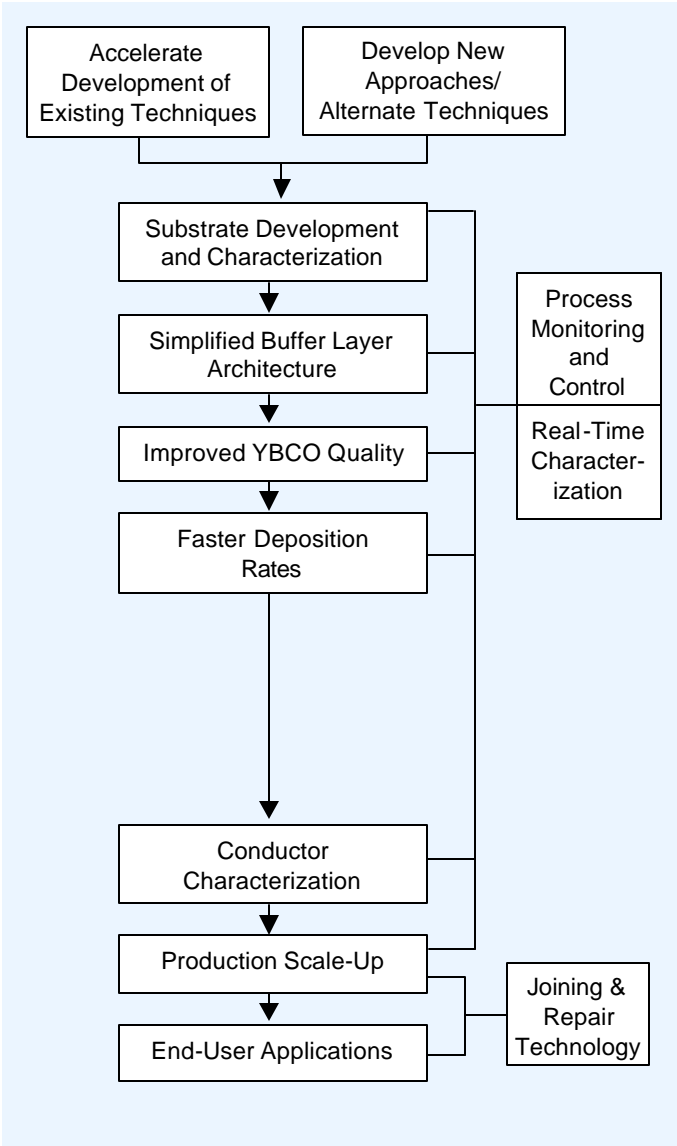 Accelerate
Development of
Existing Techniques
Develop New
Approaches/
Alternate Techniques
Substrate Development
and Characterization
Simplified Buffer Layer
Architecture
Improved YBCO Quality
Faster Deposition
Rates
Process
Monitoring
and
Control
Real-Time
Character-
ization
Conductor
Characterization
Production Scale-Up
End-User Applications
Joining &
Repair
Technology